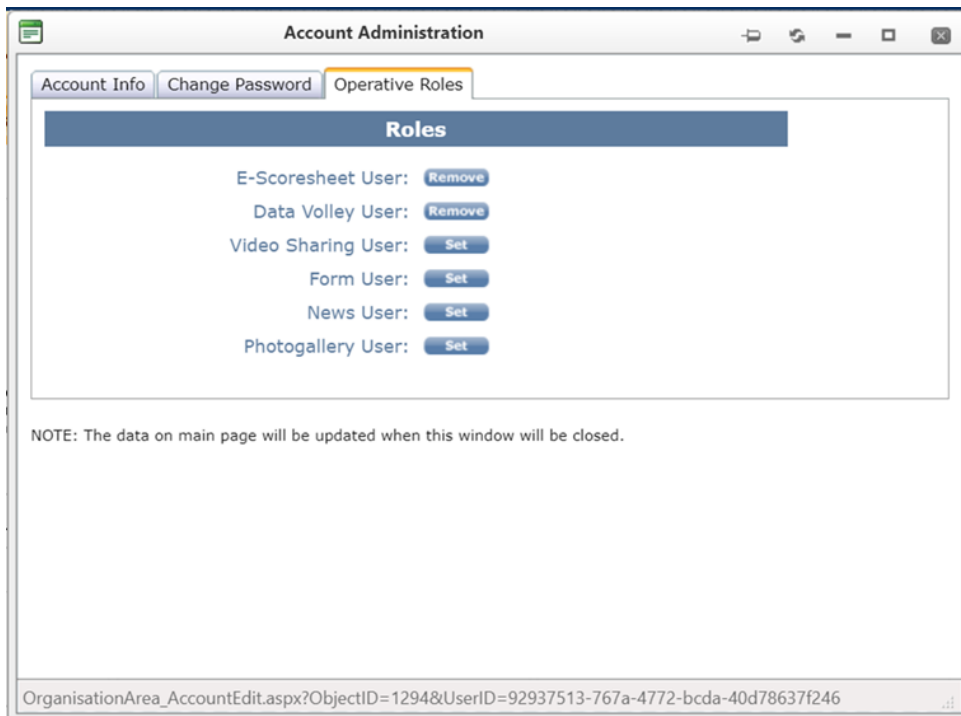 Account Administration
Account Info Change Password Operative Roles
Roles
E-Scoresheet User: Remove
Data Volley User: Remove
Video Sharing User: Set
Form User: Set
News User: Set
Photogallery User: Set
NOTE: The data on main page will be updated when this window will be closed.
OrganisationArea_AccountEdit.aspx?ObjectID=1294&UserID=92937513-767a-4772-bcda-40d78637f246